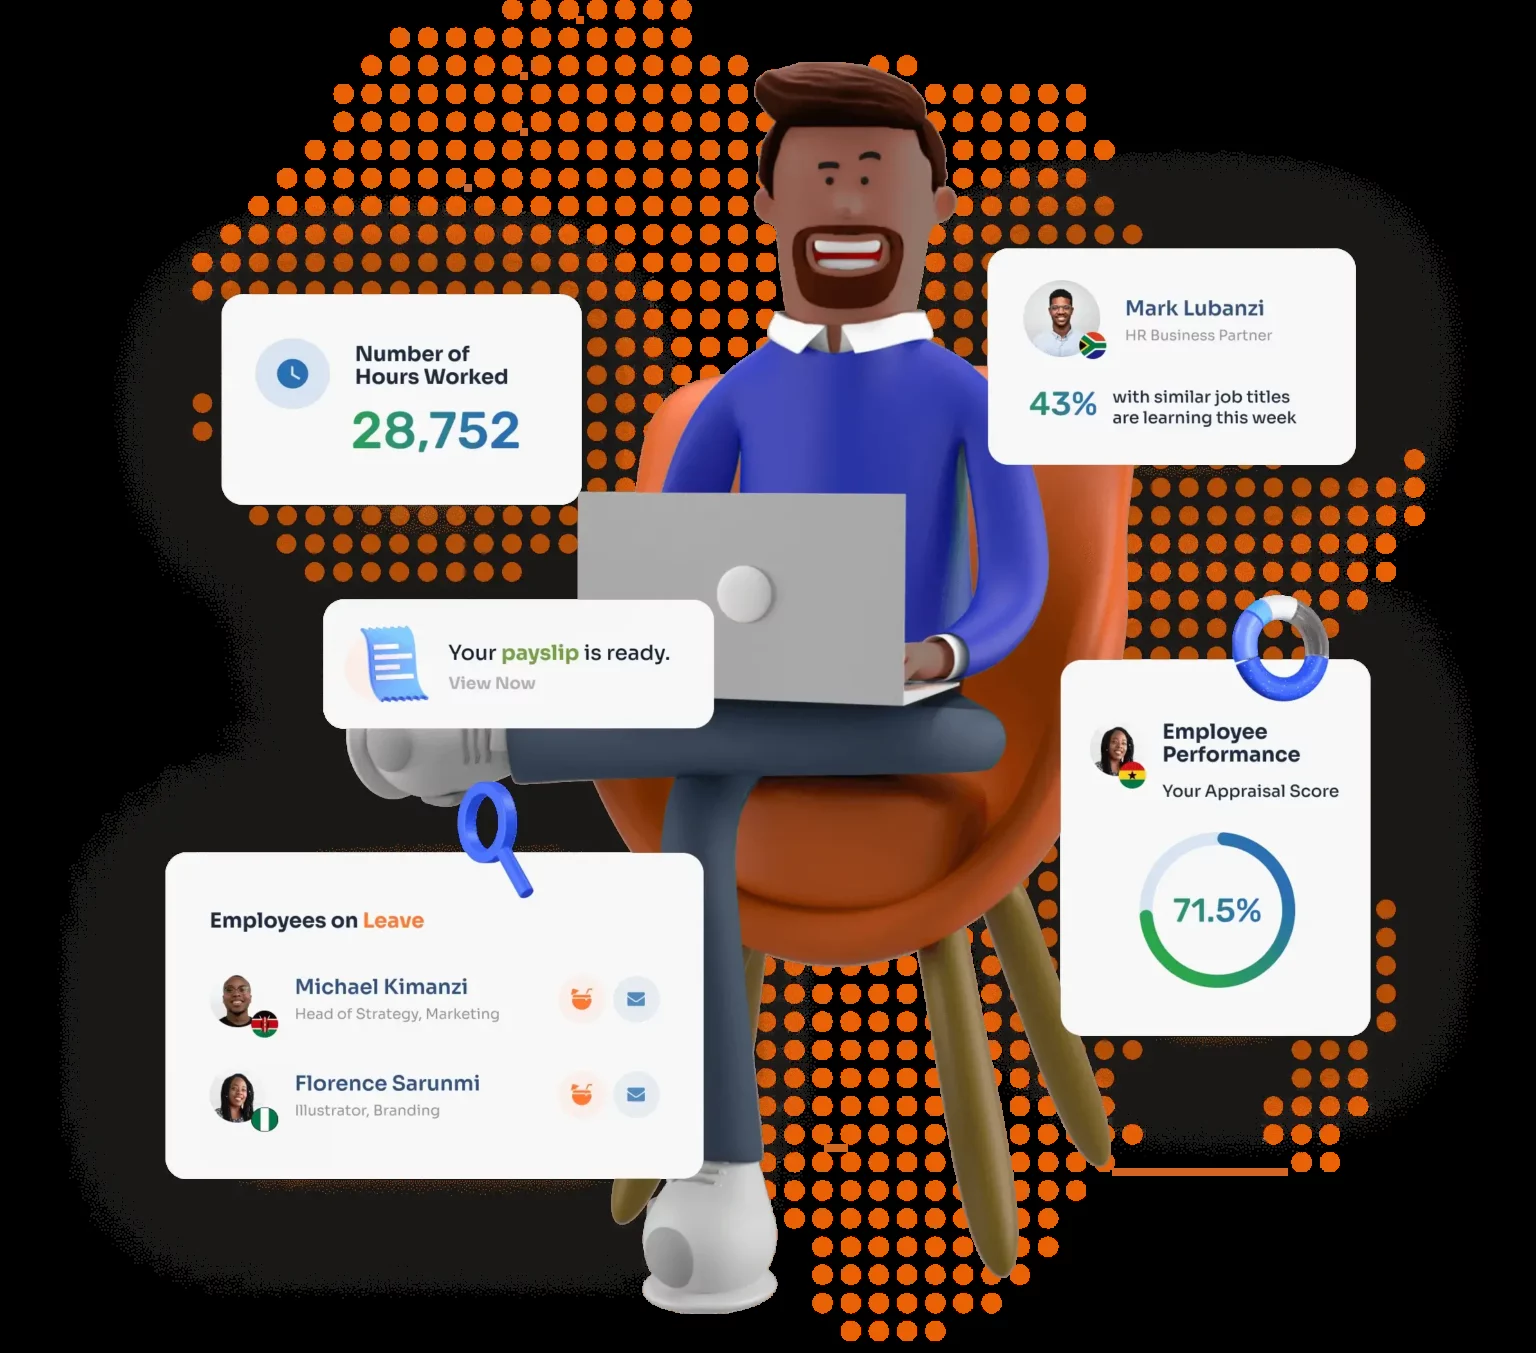 Number of
Hours Worked
28,752
Mark Lubanzi
HR Business Partner
43%
with similar job titles
are learning this week
Your payslip is ready.
View Now
Employee
Performance
Your Appraisal Score
71.5%
Employees on Leave
Michael Kimanzi
Head of Strategy, Marketing
Florence Sarunmi
Illustrator, Branding